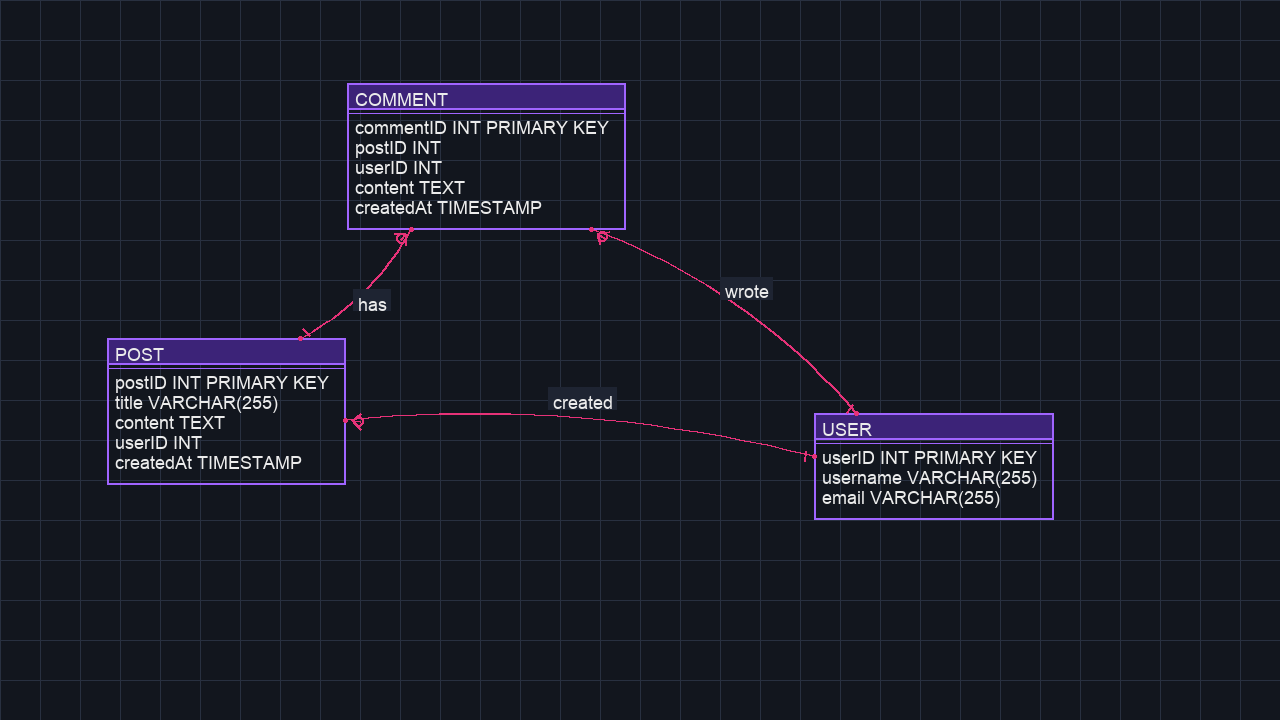 COMMENT
commentID INT PRIMARY KEY
postID INT
userID INT
content TEXT
createdAt TIMESTAMP
wrote
has
POST
postID INT PRIMARY KEY
title VARCHAR(255)
content TEXT
userID INT
createdAt TIMESTAMP
created
USER
userID INT PRIMARY KEY
username VARCHAR(255)
email VARCHAR(255)